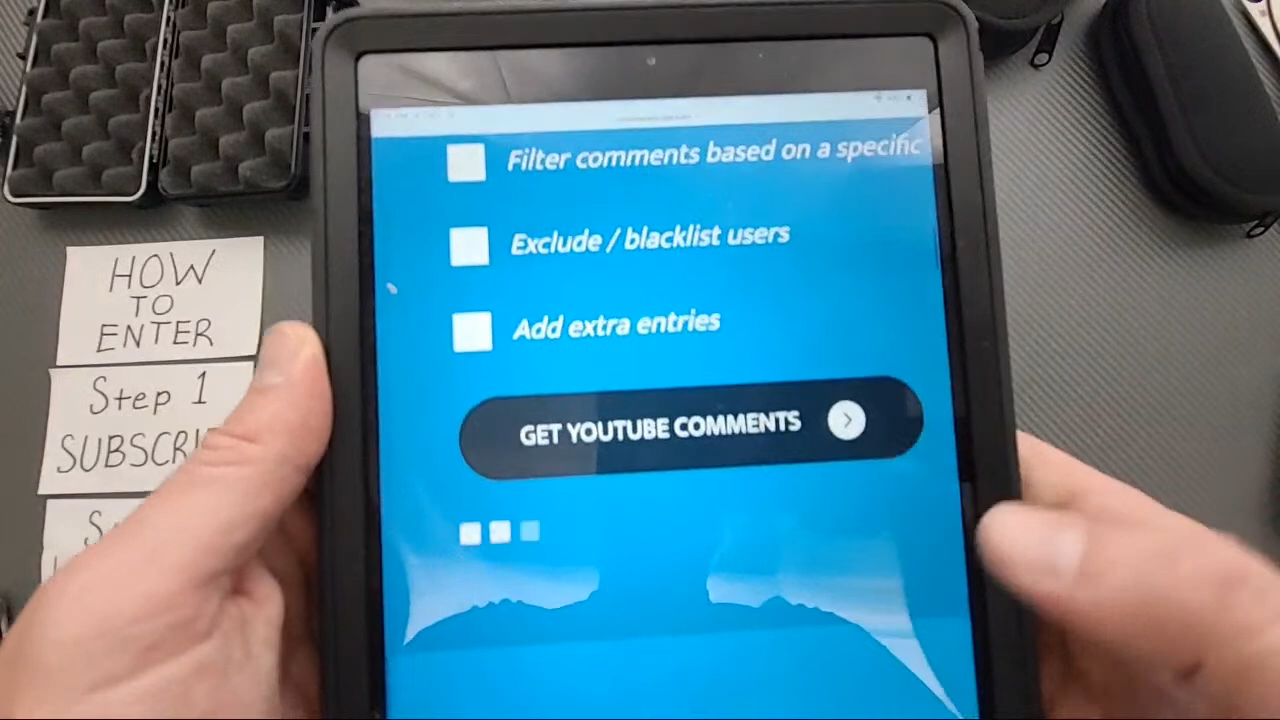 Filter comments based on a specific
Exclude / blacklist users
Add extra entries
GET YOUTUBE COMMENTS
HOW
TO
ENTER
Step 1